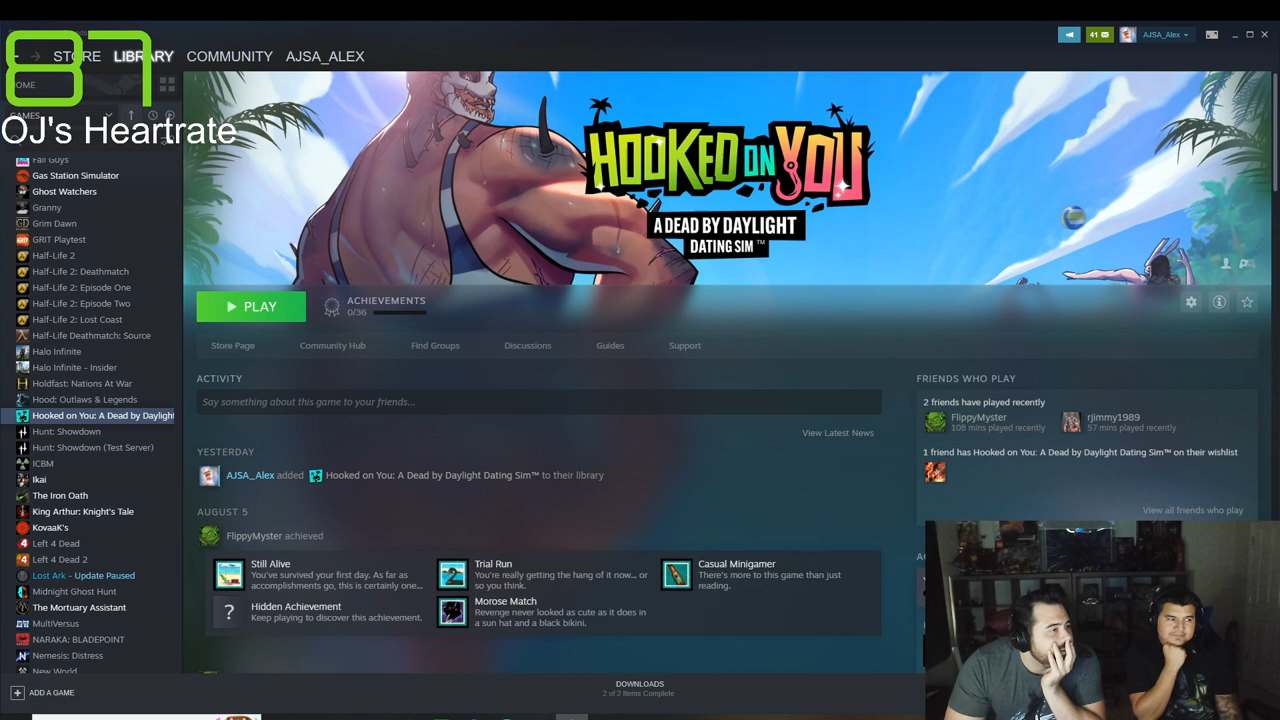 87
OJ's Heartrate
STORE
LIBRARY
COMMUNITY
AJSA_ALEX
41
AJSA_Alex
OME
GAMES
Fall Guys
Gas Station Simulator
Ghost Watchers
Granny
Grim Dawn
GRIT Playtest
Half-Life 2
Half-Life 2: Deathmatch
Half-Life 2: Episode One
Half-Life 2: Episode Two
Half-Life 2: Lost Coast
Half-Life Deathmatch: Source
Halo Infinite
Halo Infinite - Insider
Holdfast: Nations At War
Hood: Outlaws & Legends
Hooked on You: A Dead by Daylight
Hunt: Showdown
Hunt: Showdown (Test Server)
ICBM
Ikai
The Iron Oath
King Arthur: Knight's Tale
KovaaK's
Left 4 Dead
Left 4 Dead 2
Lost Ark - Update Paused
Midnight Ghost Hunt
The Mortuary Assistant
MultiVersus
NARAKA: BLADEPOINT
Nemesis: Distress
New World
ADD A GAME
HOOKED ON YOU
A DEAD BY DAYLIGHT
DATING SIM ™
PLAY
ACHIEVEMENTS
0/36
Store Page
Community Hub
Find Groups
Discussions
Guides
Support
ACTIVITY
Say something about this game to your friends...
View Latest News
YESTERDAY
AJSA_Alex added Hooked on You: A Dead by Daylight Dating Sim™ to their library
AUGUST 5
FlippyMyster achieved
Still Alive
You've survived your first day. As far as
accomplishments go, this is certainly one...
Trial Run
You're really getting the hang of it now... or
so you think.
Casual Minigamer
There's more to this game than just
reading.
?
Hidden Achievement
Keep playing to discover this achievement.
Morose Match
Revenge never looked as cute as it does in
a sun hat and a black bikini.
FRIENDS WHO PLAY
2 friends have played recently
FlippyMyster
108 mins played recently
rjimmy1989
57 mins played recently
1 friend has Hooked on You: A Dead by Daylight Dating Sim™ on their wishlist
View all friends who play
DOWNLOADS
2 of 2 Items Complete